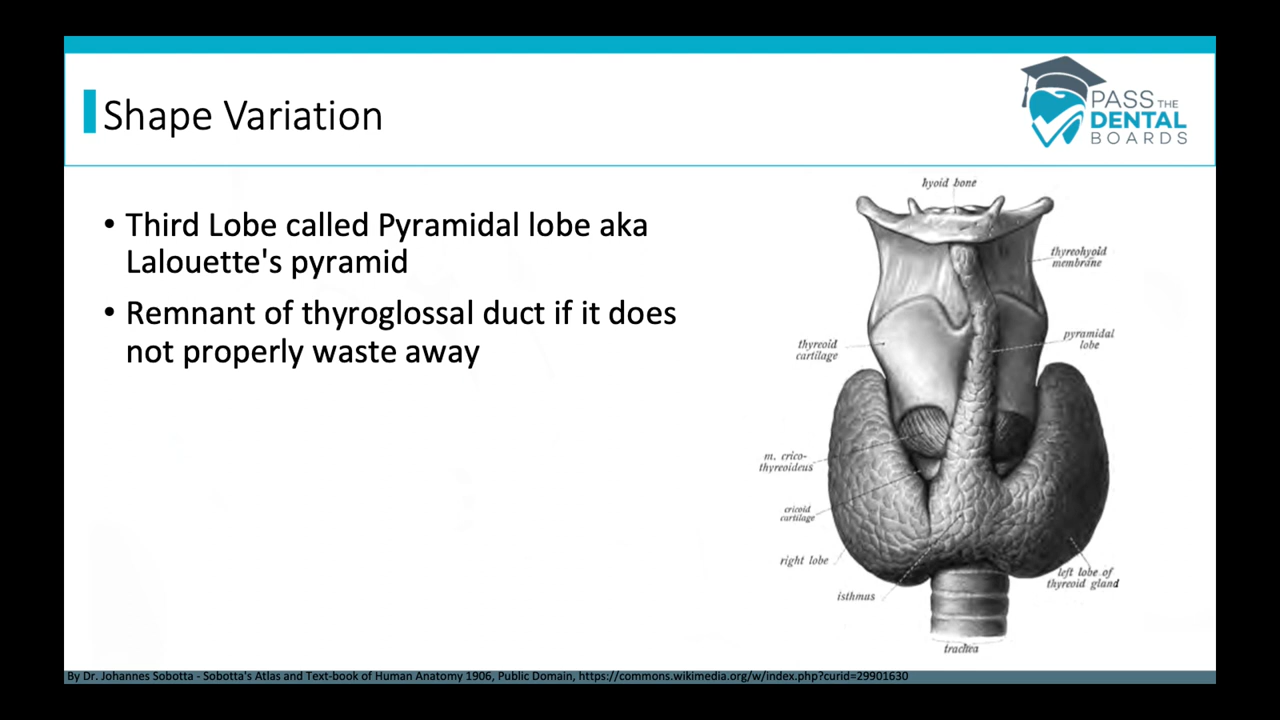 Shape Variation
PASS THE
DENTAL
BOARDS
• Third Lobe called Pyramidal lobe aka
Lalouette's pyramid
• Remnant of thyroglossal duct if it does
not properly waste away
hyoid bone
thyreohyoid
membrane
thyreoid
cartilage
pyramidal
lobe
m. crico-
thyreoideus
cricoid
cartilage
right lobe
isthmus
left lobe of
thyreoid gland
trachea
By Dr. Johannes Sobotta - Sobotta's Atlas and Text-book of Human Anatomy 1906, Public Domain, https://commons.wikimedia.org/w/index.php?curid=29901630